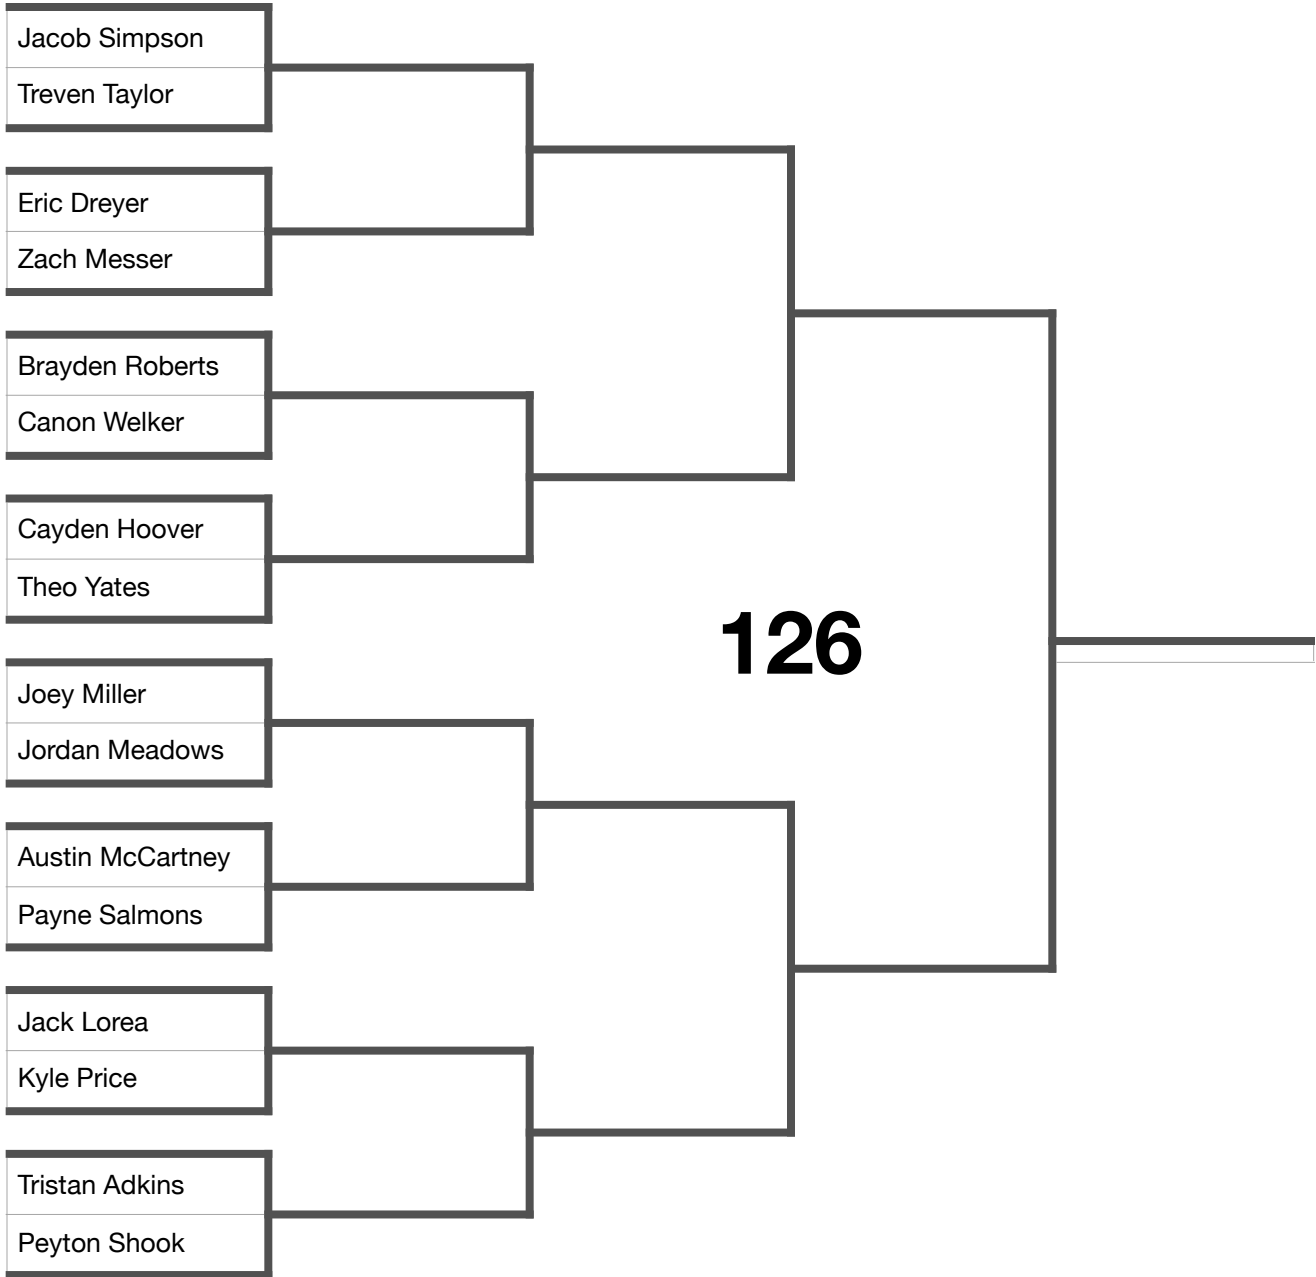 Jacob Simpson
Treven Taylor
Eric Dreyer
Zach Messer
Brayden Roberts
Canon Welker
Cayden Hoover
Theo Yates
126
Joey Miller
Jordan Meadows
Austin McCartney
Payne Salmons
Jack Lorea
Kyle Price
Tristan Adkins
Peyton Shook